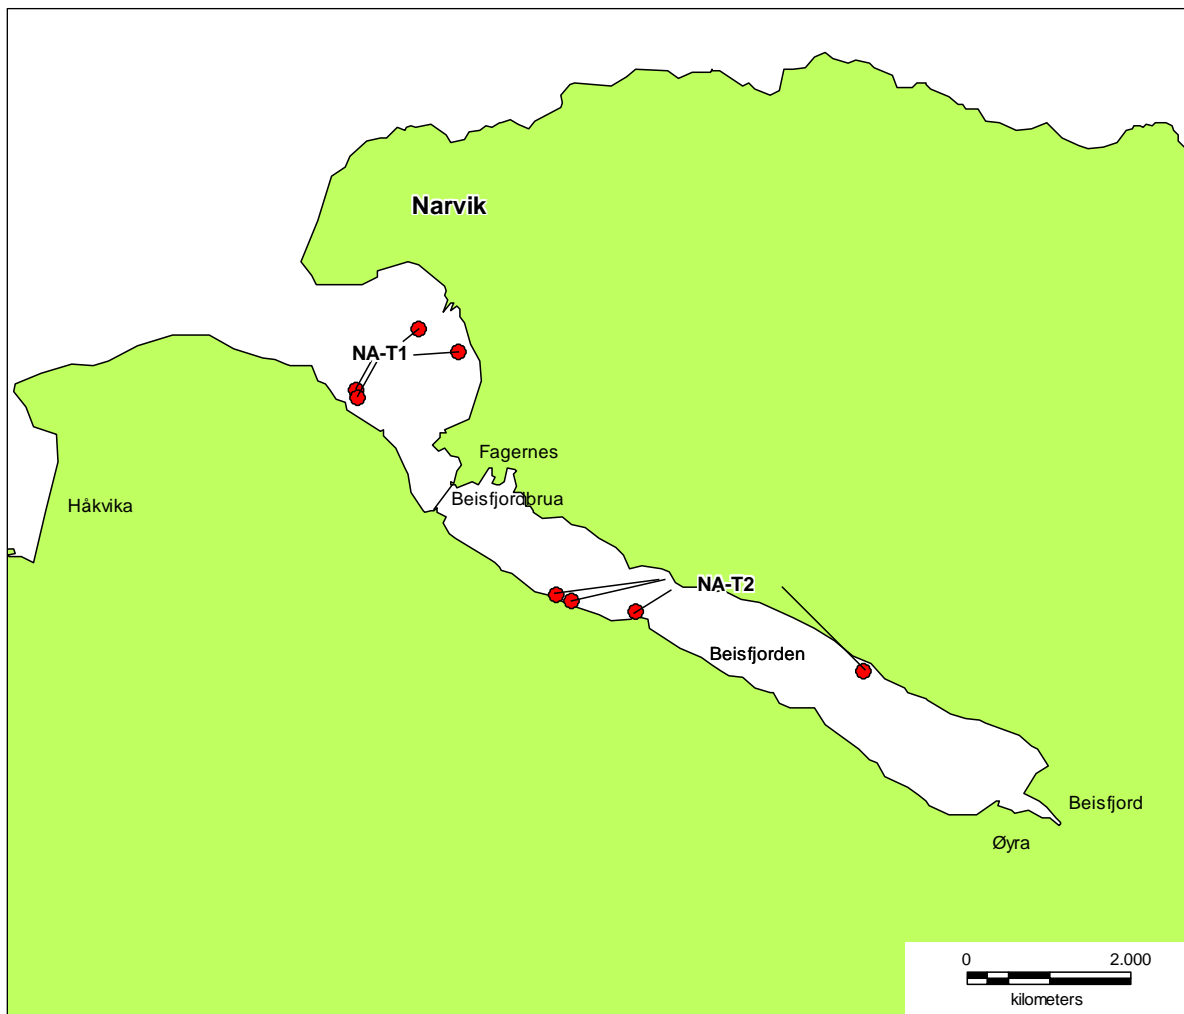 Narvik
NA-T1
Fagernes
Beisfjordbrua
Håkvika
NA-T2
Beisfjorden
Beisfjord
Øyra
0 2.000
kilometers